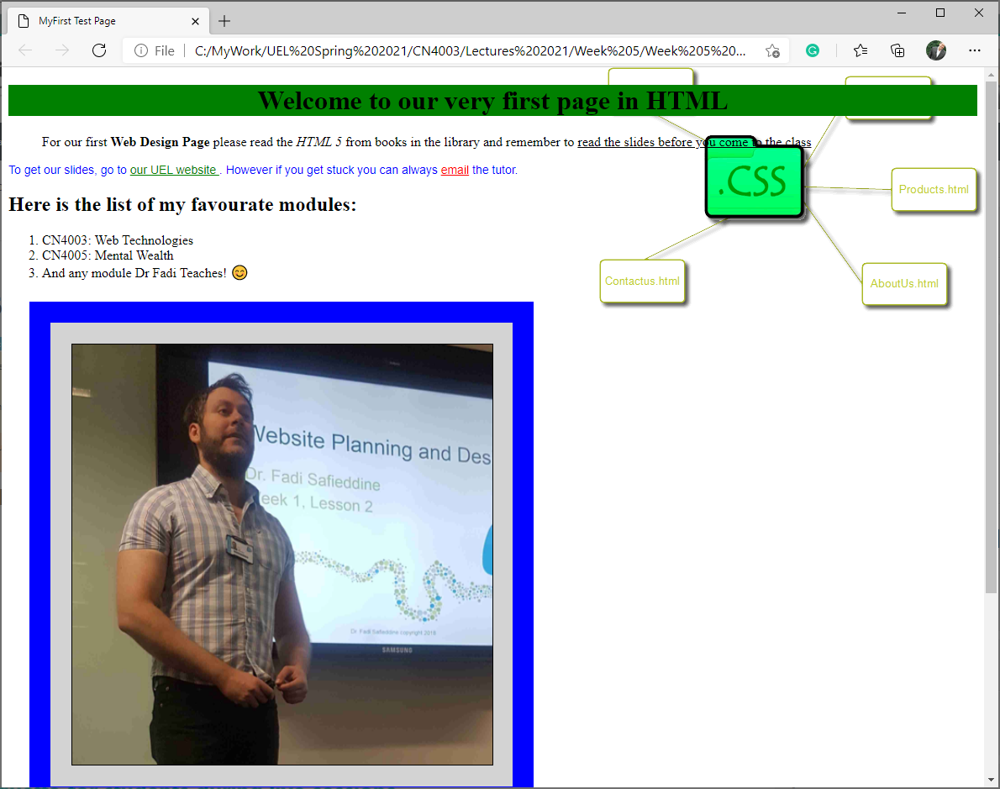 MyFirst Test Page
File
C:/MyWork/UEL%20Spring%202021/CN4003/Lectures%202021/Week%205/Week%205%20...
Welcome to our very first page in HTML
For our first Web Design Page please read the HTML 5 from books in the library and remember to read the slides before you come to the class
To get our slides, go to our UEL website . However if you get stuck you can always email the tutor.
.CSS
Products.html
Here is the list of my favourate modules:
1. CN4003: Web Technologies
2. CN4005: Mental Wealth
3. And any module Dr Fadi Teaches! 😊
Contactus.html
AboutUs.html
Website Planning and Des
Dr. Fadi Safieddine
eek 1, Lesson 2
Dr. Fadi Safieddine copyright 2018
SAMSUNG